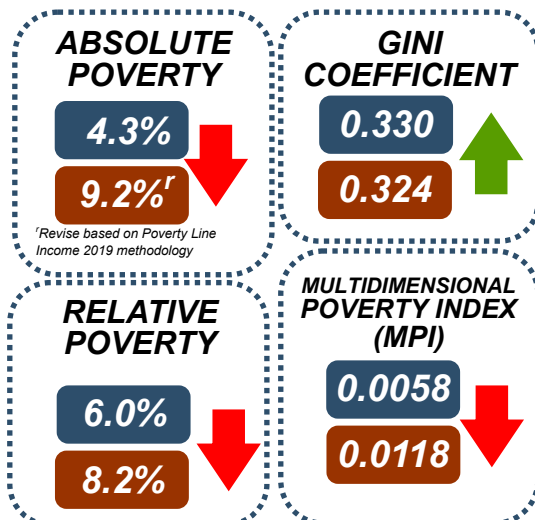 ABSOLUTE
POVERTY
4.3%
9.2%ʳ
ʳRevise based on Poverty Line
Income 2019 methodology
GINI
COEFFICIENT
0.330
0.324
RELATIVE
POVERTY
6.0%
8.2%
MULTIDIMENSIONAL
POVERTY INDEX
(MPI)
0.0058
0.0118